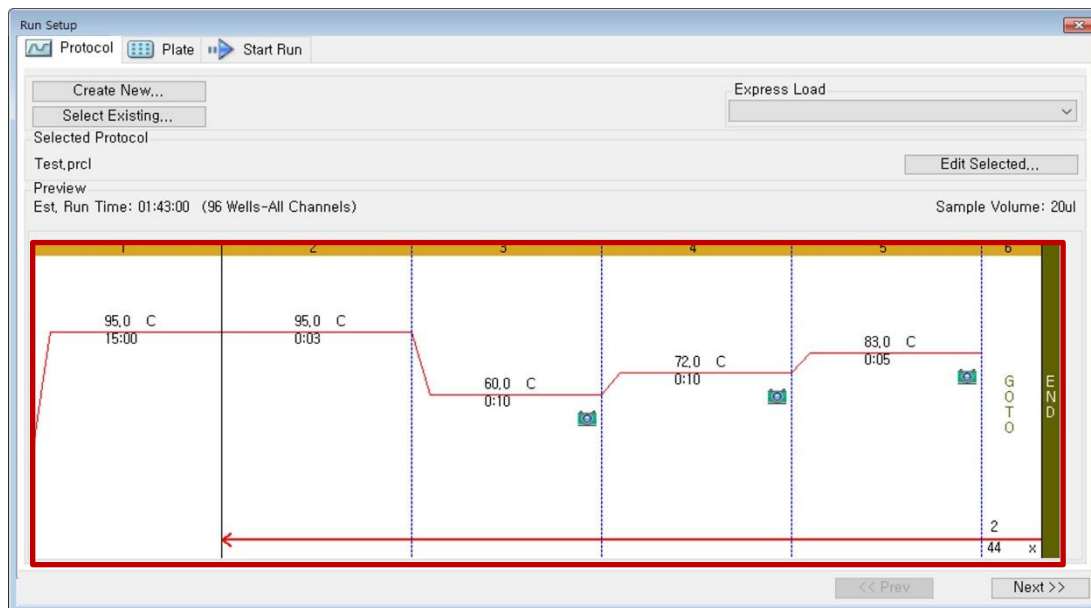 Run Setup
Protocol Plate Start Run
Create New...
Express Load
Select Existing...
Selected Protocol
Test.prcl
Edit Selected...
Preview
Est. Run Time: 01:43:00 (96 Wells-All Channels)
Sample Volume: 20ul
1 2 3 4 5 6
95.0 C
15:00
95.0 C
0:03
60.0 C
0:10
72.0 C
0:10
83.0 C
0:05
GOTO
END
2
44 x
<< Prev
Next >>